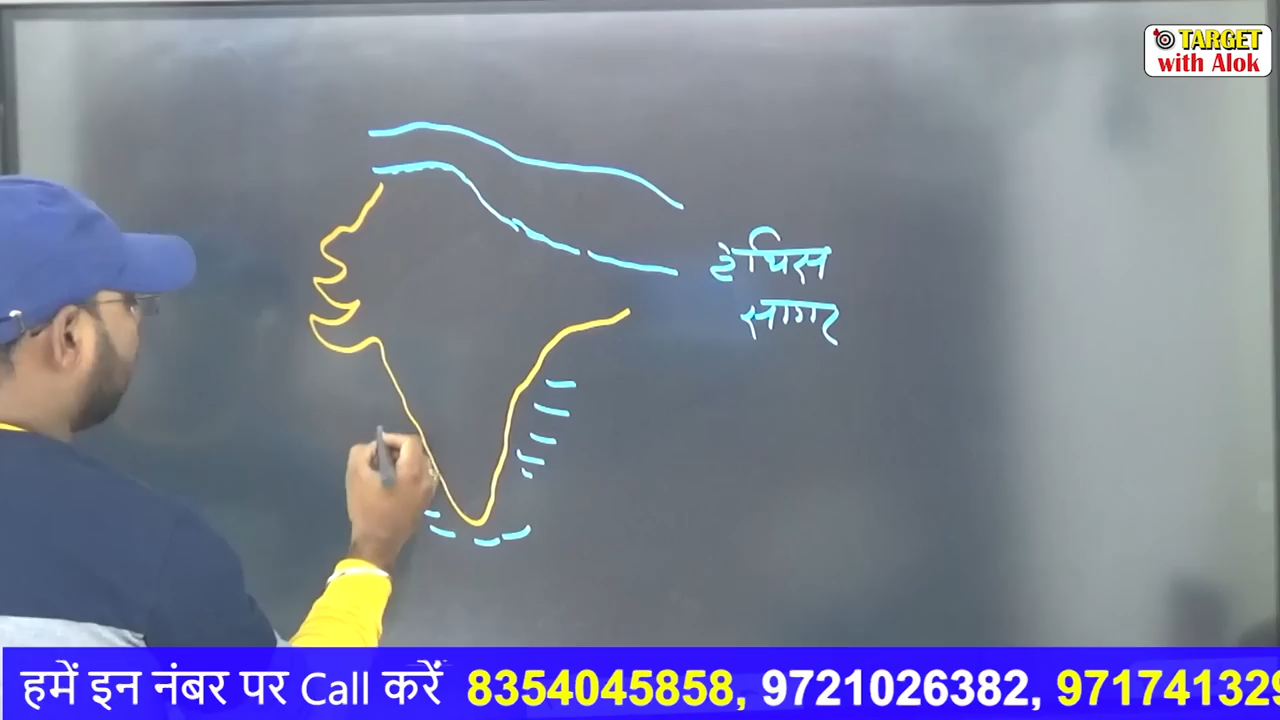 TARGET
with Alok
टेथिस
सागर
हमें इन नंबर पर Call करें 8354045858, 9721026382, 971741329